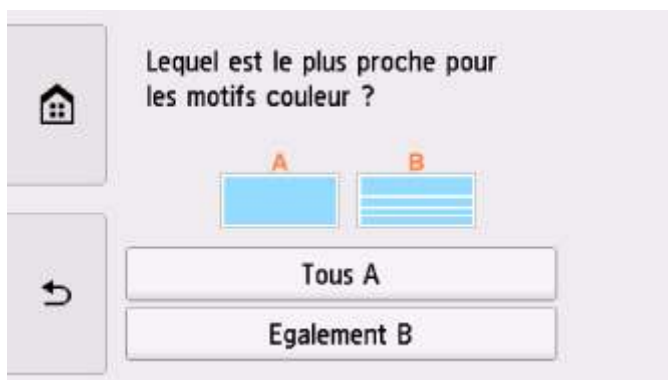 Lequel est le plus proche pour
les motifs couleur ?
A B
Tous A
Egalement B